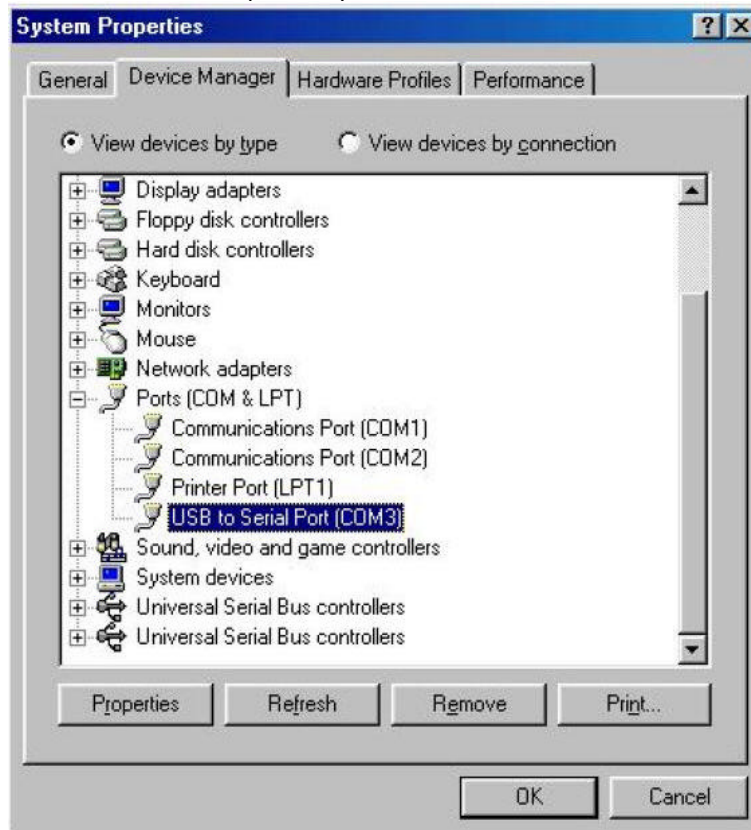 System Properties
?
General Device Manager Hardware Profiles Performance
View devices by type View devices by connection
Display adapters
Floppy disk controllers
Hard disk controllers
Keyboard
Monitors
Mouse
Network adapters
Ports (COM & LPT)
Communications Port (COM1)
Communications Port (COM2)
Printer Port (LPT1)
USB to Serial Port (COM3)
Sound, video and game controllers
System devices
Universal Serial Bus controllers
Universal Serial Bus controllers
Properties Refresh Remove Print...
OK Cancel